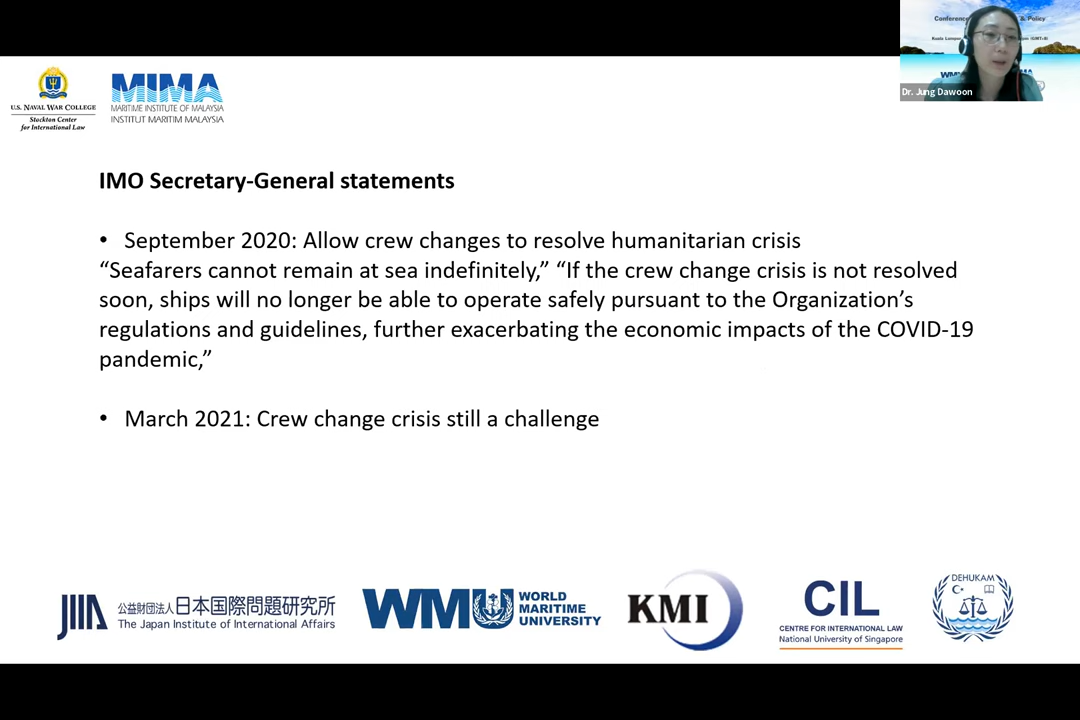 Conference
& Policy
Kuala Lumpur
Dr. Jung Dawoon
U.S. NAVAL WAR COLLEGE
Stockton Center
for International Law
MIMA
MARITIME INSTITUTE OF MALAYSIA
INSTITUT MARITIM MALAYSIA
IMO Secretary-General statements
• September 2020: Allow crew changes to resolve humanitarian crisis
“Seafarers cannot remain at sea indefinitely,” “If the crew change crisis is not resolved
soon, ships will no longer be able to operate safely pursuant to the Organization’s
regulations and guidelines, further exacerbating the economic impacts of the COVID-19
pandemic,”
• March 2021: Crew change crisis still a challenge
JIIA
公益財団法人日本国際問題研究所
The Japan Institute of International Affairs
WMU
WORLD
MARITIME
UNIVERSITY
KMI
CIL
CENTRE FOR INTERNATIONAL LAW
National University of Singapore
DEHUKAM